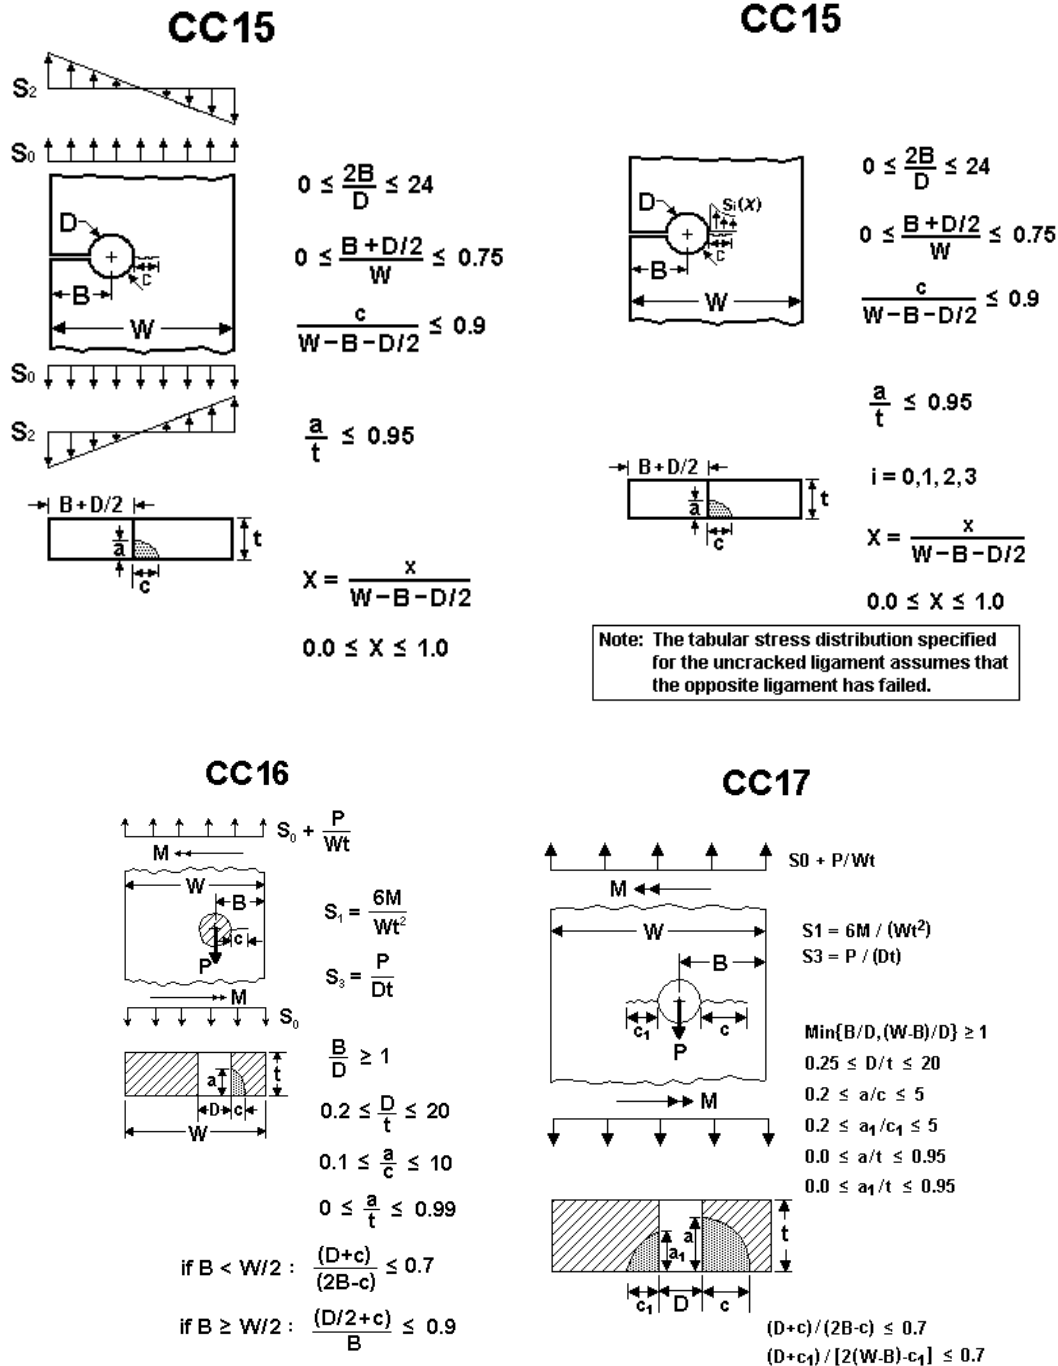 CC15
S₂
S₀
D
c
B
W
S₀
S₂
0 ≤ 2B/D ≤ 24
0 ≤ (B+D/2)/W ≤ 0.75
c/(W−B−D/2) ≤ 0.9
a/t ≤ 0.95
B+D/2
a
t
c
X = x/(W−B−D/2)
0.0 ≤ X ≤ 1.0
CC15
D
Sᵢ(X)
c
B
W
0 ≤ 2B/D ≤ 24
0 ≤ (B+D/2)/W ≤ 0.75
c/(W−B−D/2) ≤ 0.9
a/t ≤ 0.95
B+D/2
a
t
c
i = 0,1,2,3
X = x/(W−B−D/2)
0.0 ≤ X ≤ 1.0
Note: The tabular stress distribution specified
for the uncracked ligament assumes that
the opposite ligament has failed.
CC16
S₀ + P/Wt
M
W
B
c
P
M
S₀
S₁ = 6M/Wt²
S₃ = P/Dt
a
t
D
c
W
B/D ≥ 1
0.2 ≤ D/t ≤ 20
0.1 ≤ a/c ≤ 10
0 ≤ a/t ≤ 0.99
if B < W/2 : (D+c)/(2B-c) ≤ 0.7
if B ≥ W/2 : (D/2+c)/B ≤ 0.9
CC17
S0 + P/Wt
M
W
B
c₁
c
P
M
S1 = 6M / (Wt²)
S3 = P / (Dt)
Min{B/D, (W-B)/D} ≥ 1
0.25 ≤ D/t ≤ 20
0.2 ≤ a/c ≤ 5
0.2 ≤ a₁/c₁ ≤ 5
0.0 ≤ a/t ≤ 0.95
0.0 ≤ a₁/t ≤ 0.95
a
a₁
t
c₁
D
c
(D+c) / (2B-c) ≤ 0.7
(D+c₁) / [2(W-B)-c₁] ≤ 0.7